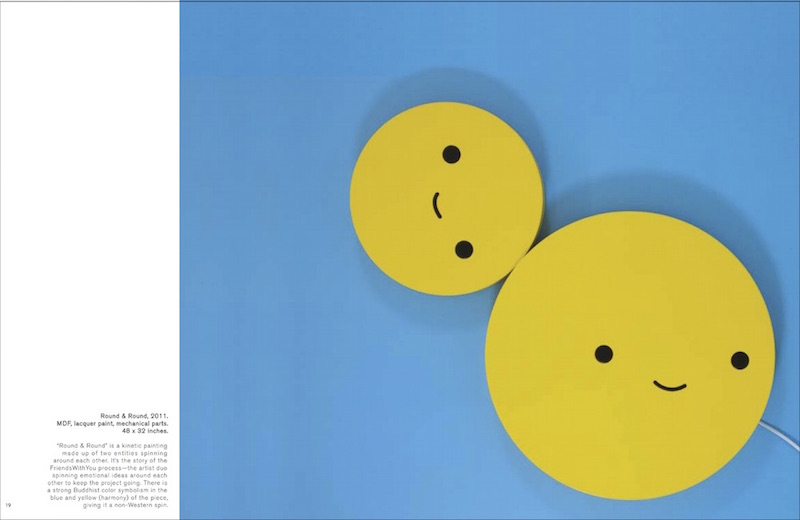 Round & Round, 2011.
MDF, lacquer paint, mechanical parts.
48 x 32 inches.
"Round & Round" is a kinetic painting
made up of two entities spinning
around each other. It's the story of the
FriendsWithYou process—the artist duo
spinning emotional ideas around each
other to keep the project going. There is
a strong Buddhist color symbolism in the
blue and yellow (harmony) of the piece,
giving it a non-Western spin.
19